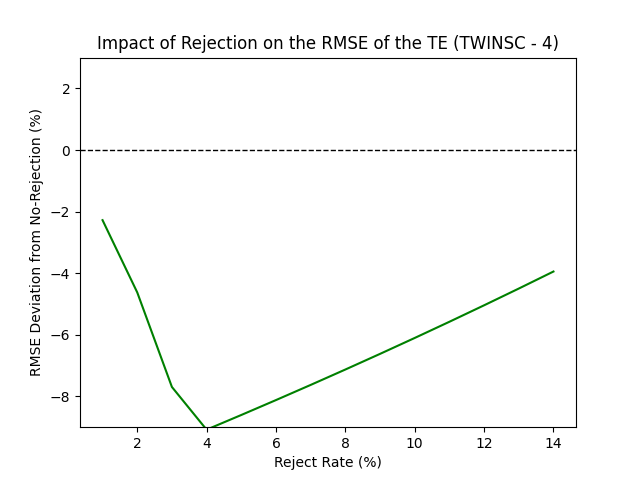 Impact of Rejection on the RMSE of the TE (TWINSC - 4)
RMSE Deviation from No-Rejection (%)
2
0
−2
−4
−6
−8
2 4 6 8 10 12 14
Reject Rate (%)